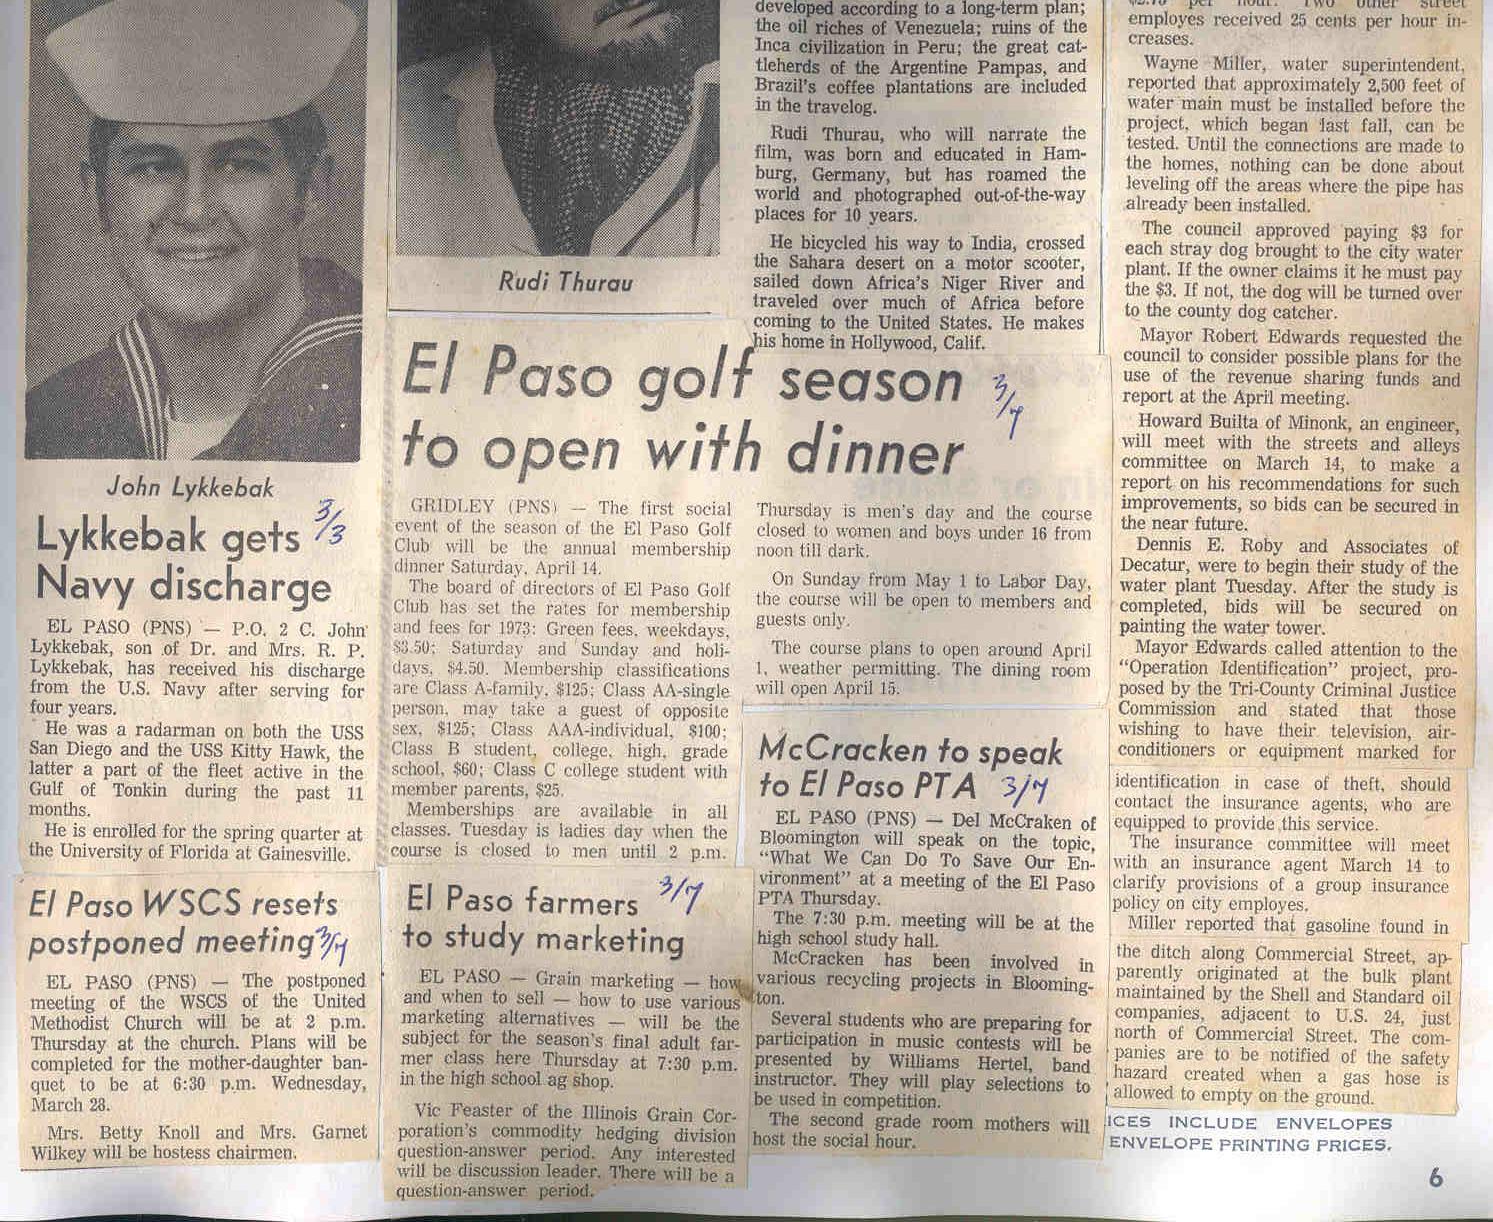 John Lykkebak
Lykkebak gets
Navy discharge
3/3
EL PASO (PNS) — P.O. 2 C. John
Lykkebak, son of Dr. and Mrs. R. P.
Lykkebak, has received his discharge
from the U.S. Navy after serving for
four years.
He was a radarman on both the USS
San Diego and the USS Kitty Hawk, the
latter a part of the fleet active in the
Gulf of Tonkin during the past 11
months.
He is enrolled for the spring quarter at
the University of Florida at Gainesville.
El Paso WSCS resets
postponed meeting
3/7
EL PASO (PNS) — The postponed
meeting of the WSCS of the United
Methodist Church will be at 2 p.m.
Thursday at the church. Plans will be
completed for the mother-daughter ban-
quet to be at 6:30 p.m. Wednesday,
March 28.
Mrs. Betty Knoll and Mrs. Garnet
Wilkey will be hostess chairmen.
Rudi Thurau
developed according to a long-term plan;
the oil riches of Venezuela; ruins of the
Inca civilization in Peru; the great cat-
tleherds of the Argentine Pampas, and
Brazil's coffee plantations are included
in the travelog.
Rudi Thurau, who will narrate the
film, was born and educated in Ham-
burg, Germany, but has roamed the
world and photographed out-of-the-way
places for 10 years.
He bicycled his way to India, crossed
the Sahara desert on a motor scooter,
sailed down Africa's Niger River and
traveled over much of Africa before
coming to the United States. He makes
his home in Hollywood, Calif.
El Paso golf season
to open with dinner
3/7
GRIDLEY (PNS) — The first social
event of the season of the El Paso Golf
Club will be the annual membership
dinner Saturday, April 14.
The board of directors of El Paso Golf
Club has set the rates for membership
and fees for 1973: Green fees, weekdays,
$3.50; Saturday and Sunday and holi-
days, $4.50. Membership classifications
are Class A-family, $125; Class AA-single
person, may take a guest of opposite
sex, $125; Class AAA-individual, $100;
Class B student, college, high, grade
school, $60; Class C college student with
member parents, $25.
Memberships are available in all
classes. Tuesday is ladies day when the
course is closed to men until 2 p.m.
Thursday is men's day and the course
closed to women and boys under 16 from
noon till dark.
On Sunday from May 1 to Labor Day,
the course will be open to members and
guests only.
The course plans to open around April
1, weather permitting. The dining room
will open April 15.
El Paso farmers
to study marketing
3/7
EL PASO — Grain marketing — how
and when to sell — how to use various
marketing alternatives — will be the
subject for the season's final adult far-
mer class here Thursday at 7:30 p.m.
in the high school ag shop.
Vic Feaster of the Illinois Grain Cor-
poration's commodity hedging division
question-answer period. Any interested
will be discussion leader. There will be a
question-answer period.
McCracken to speak
to El Paso PTA
3/7
EL PASO (PNS) — Del McCraken of
Bloomington will speak on the topic,
“What We Can Do To Save Our En-
vironment” at a meeting of the El Paso
PTA Thursday.
The 7:30 p.m. meeting will be at the
high school study hall.
McCracken has been involved in
various recycling projects in Blooming-
ton.
Several students who are preparing for
participation in music contests will be
presented by Williams Hertel, band
instructor. They will play selections to
be used in competition.
The second grade room mothers will
host the social hour.
$2.75 per hour. Two other street
employes received 25 cents per hour in-
creases.
Wayne Miller, water superintendent,
reported that approximately 2,500 feet of
water main must be installed before the
project, which began last fall, can be
tested. Until the connections are made to
the homes, nothing can be done about
leveling off the areas where the pipe has
already been installed.
The council approved paying $3 for
each stray dog brought to the city water
plant. If the owner claims it he must pay
the $3. If not, the dog will be turned over
to the county dog catcher.
Mayor Robert Edwards requested the
council to consider possible plans for the
use of the revenue sharing funds and
report at the April meeting.
Howard Builta of Minonk, an engineer,
will meet with the streets and alleys
committee on March 14, to make a
report on his recommendations for such
improvements, so bids can be secured in
the near future.
Dennis E. Roby and Associates of
Decatur, were to begin their study of the
water plant Tuesday. After the study is
completed, bids will be secured on
painting the water tower.
Mayor Edwards called attention to the
“Operation Identification” project, pro-
posed by the Tri-County Criminal Justice
Commission and stated that those
wishing to have their television, air-
conditioners or equipment marked for
identification in case of theft, should
contact the insurance agents, who are
equipped to provide this service.
The insurance committee will meet
with an insurance agent March 14 to
clarify provisions of a group insurance
policy on city employes.
Miller reported that gasoline found in
the ditch along Commercial Street, ap-
parently originated at the bulk plant
maintained by the Shell and Standard oil
companies, adjacent to U.S. 24, just
north of Commercial Street. The com-
panies are to be notified of the safety
hazard created when a gas hose is
allowed to empty on the ground.
ICES INCLUDE ENVELOPES
ENVELOPE PRINTING PRICES.
6